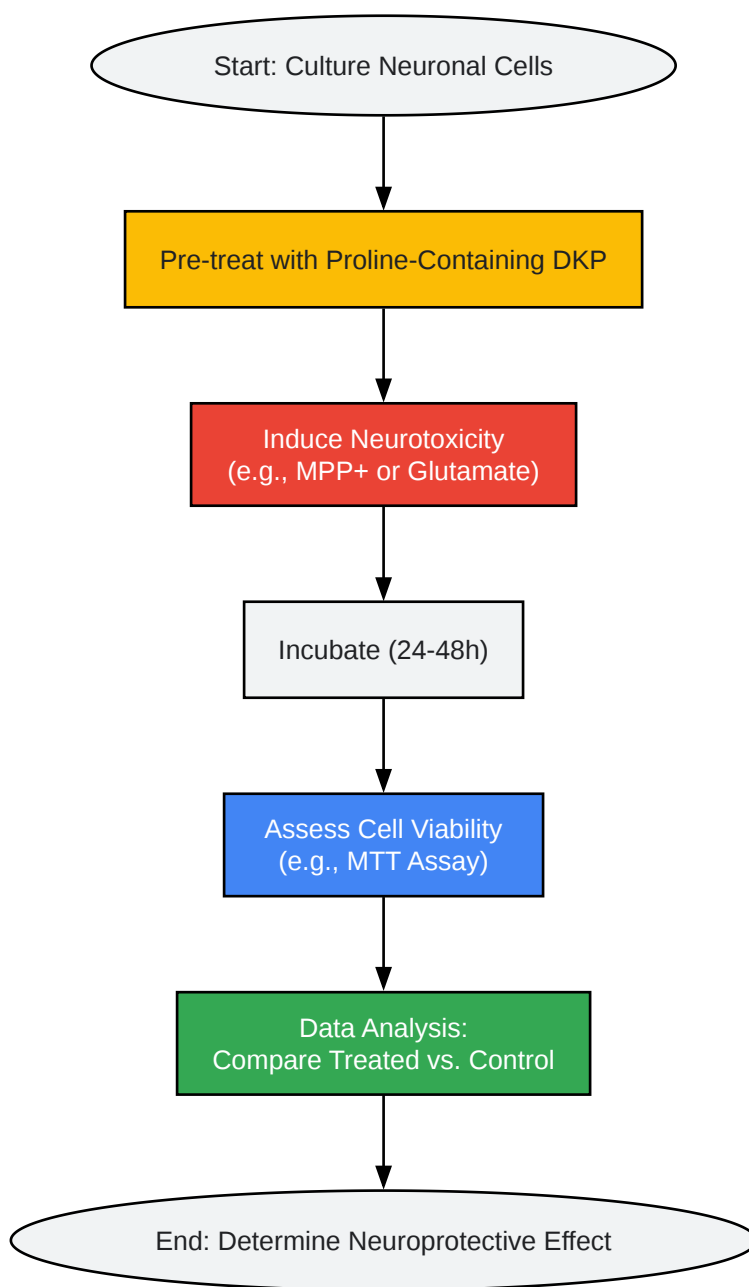 Start: Culture Neuronal Cells
Pre-treat with Proline-Containing DKP
Induce Neurotoxicity
(e.g., MPP+ or Glutamate)
Incubate (24-48h)
Assess Cell Viability
(e.g., MTT Assay)
Data Analysis:
Compare Treated vs. Control
End: Determine Neuroprotective Effect